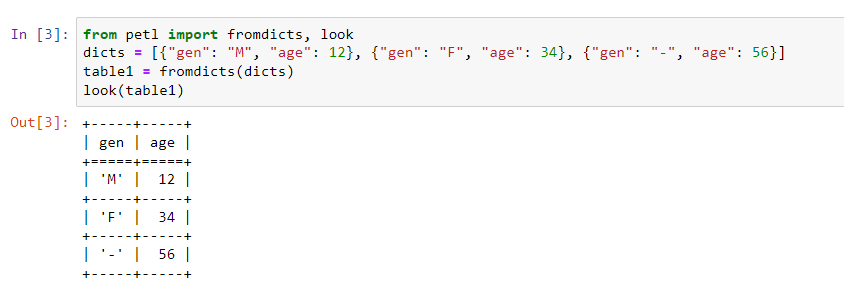 In [3]: from petl import fromdicts, look
dicts = [{"gen": "M", "age": 12}, {"gen": "F", "age": 34}, {"gen": "-", "age": 56}]
table1 = fromdicts(dicts)
look(table1)
Out[3]: +-----+-----+
| gen | age |
+=====+=====+
| 'M' |  12 |
+-----+-----+
| 'F' |  34 |
+-----+-----+
| '-' |  56 |
+-----+-----+